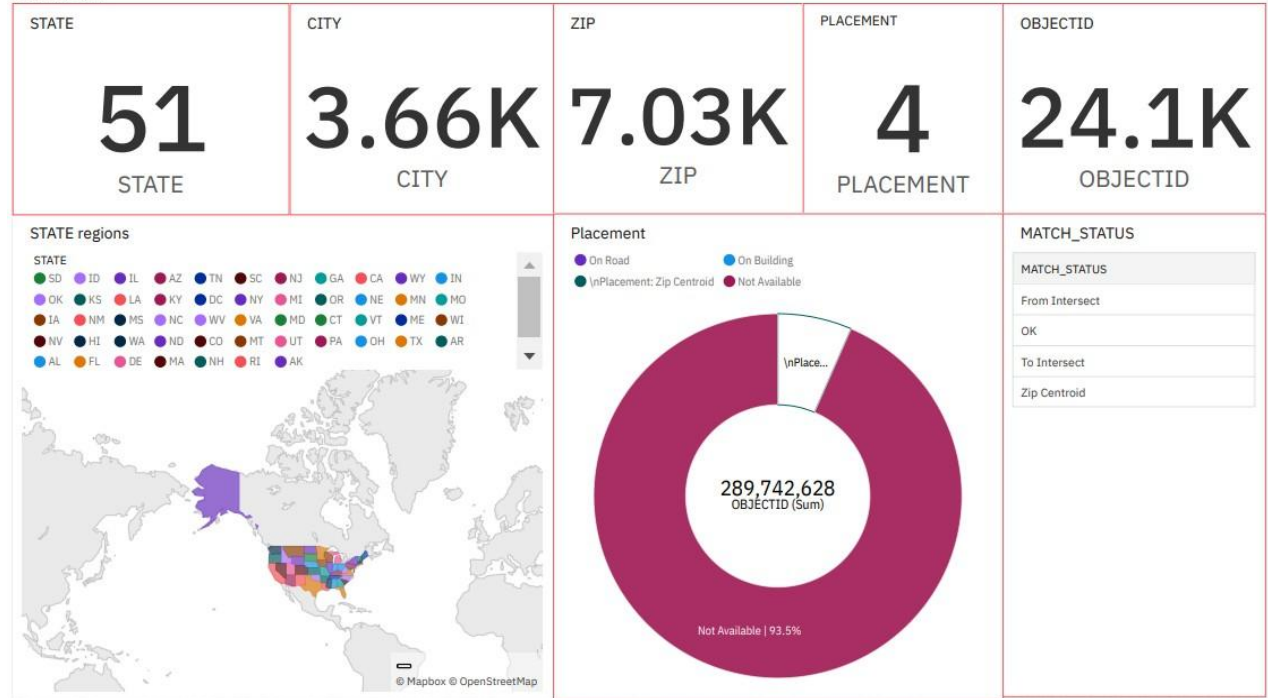 STATE
51
STATE
CITY
3.66K
CITY
ZIP
7.03K
ZIP
PLACEMENT
4
PLACEMENT
OBJECTID
24.1K
OBJECTID
STATE regions
STATE
SD ID IL AZ TN SC NJ GA CA WY IN
OK KS LA KY DC NY MI OR NE MN MO
IA NM MS NC WV VA MD CT VT ME WI
NV HI WA ND CO MT UT PA OH TX AR
AL FL DE MA NH RI AK
© Mapbox © OpenStreetMap
Placement
On Road On Building
\nPlacement: Zip Centroid Not Available
\nPlace...
289,742,628
OBJECTID (Sum)
Not Available | 93.5%
MATCH_STATUS
MATCH_STATUS
From Intersect
OK
To Intersect
Zip Centroid